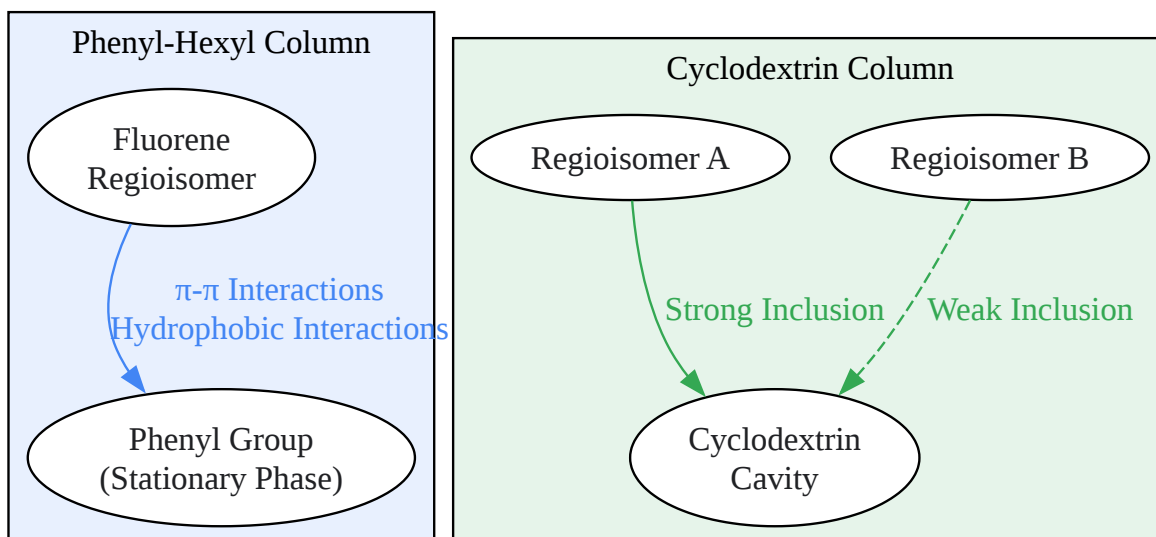 Phenyl-Hexyl Column
Fluorene
Regioisomer
π-π Interactions
Hydrophobic Interactions
Phenyl Group
(Stationary Phase)
Cyclodextrin Column
Regioisomer A
Regioisomer B
Strong Inclusion
Weak Inclusion
Cyclodextrin
Cavity